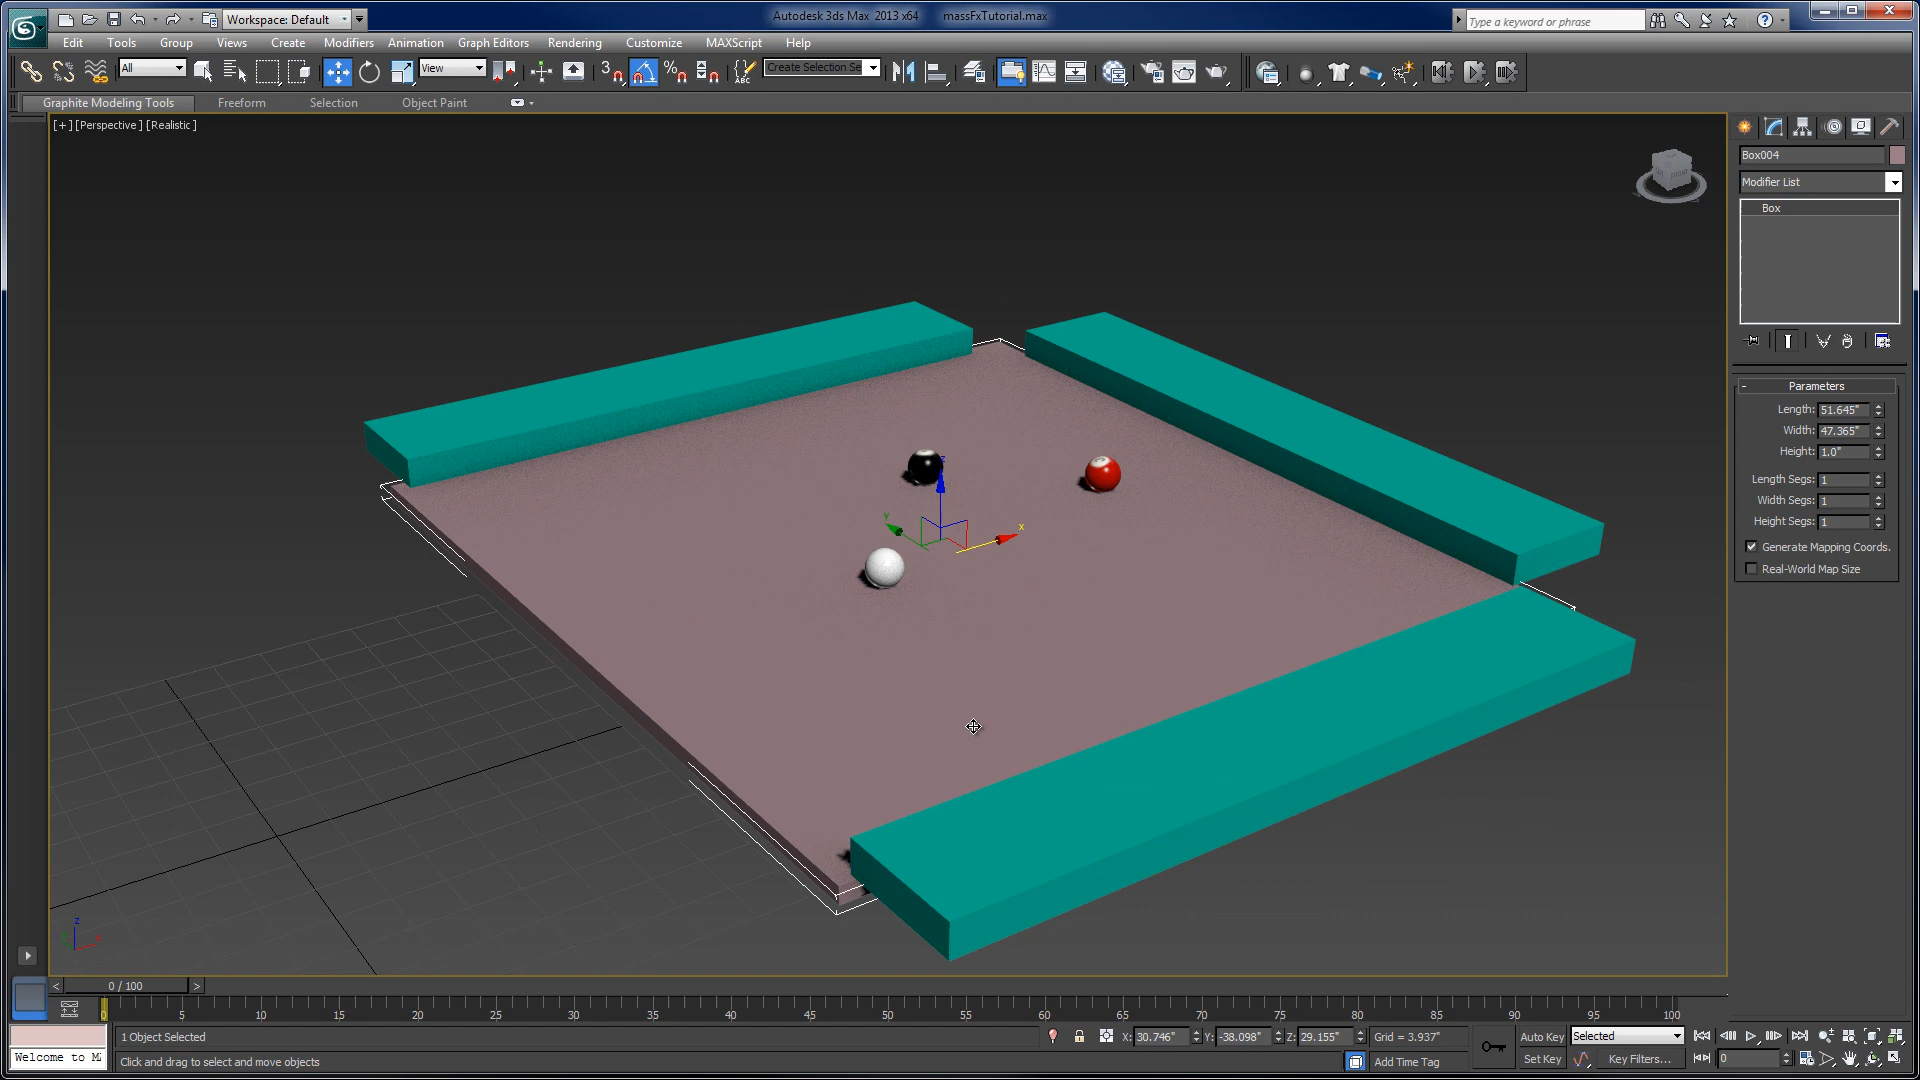 Workspace: Default
Autodesk 3ds Max 2013 x64 massFxTutorial.max
Type a keyword or phrase
Edit Tools Group Views Create Modifiers Animation Graph Editors Rendering Customize MAXScript Help
All View Create Selection Se
Graphite Modeling Tools Freeform Selection Object Paint
[+] [Perspective] [Realistic]
Box004
Modifier List
Box
- Parameters
Length: 51.645"
Width: 47.365"
Height: 1.0"
Length Segs: 1
Width Segs: 1
Height Segs: 1
Generate Mapping Coords.
Real-World Map Size
z
y
x
z
< 0 / 100 >
0 5 10 15 20 25 30 35 40 45 50 55 60 65 70 75 80 85 90 95 100
1 Object Selected X: 30.746" Y: -38.098" Z: 29.155" Grid = 3.937" Auto Key Selected
Welcome to M
Click and drag to select and move objects Add Time Tag Set Key Key Filters... 0